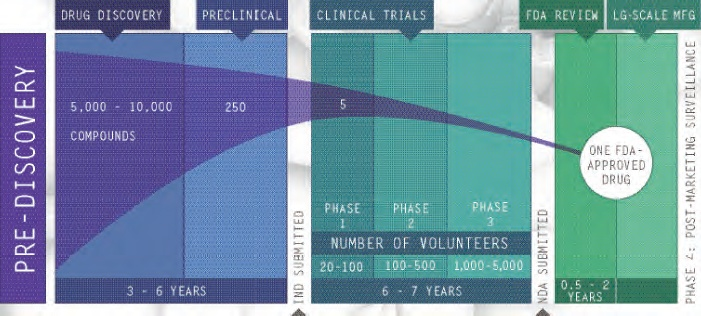 DRUG DISCOVERY
PRECLINICAL
CLINICAL TRIALS
FDA REVIEW
LG-SCALE MFG
PRE-DISCOVERY
5,000 - 10,000
COMPOUNDS
250
5
ONE FDA-
APPROVED
DRUG
PHASE
1
PHASE
2
PHASE
3
NUMBER OF VOLUNTEERS
20-100
100-500
1,000-5,000
3 - 6 YEARS
IND SUBMITTED
6 - 7 YEARS
NDA SUBMITTED
0.5 - 2
YEARS
PHASE 4: POST-MARKETING SURVEILLANCE